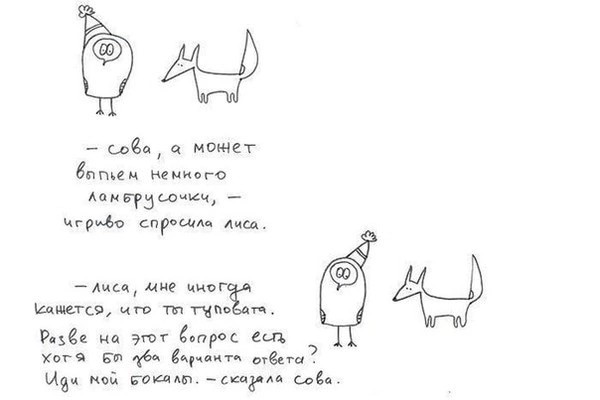 – сова, а может
выпьем немного
ламбрусочки, –
игриво спросила лиса.
– лиса, мне иногда
кажется, что ты туповата.
Разве на этот вопрос есть
хотя бы два варианта ответа?
Иди мой бокалы. – сказала сова.